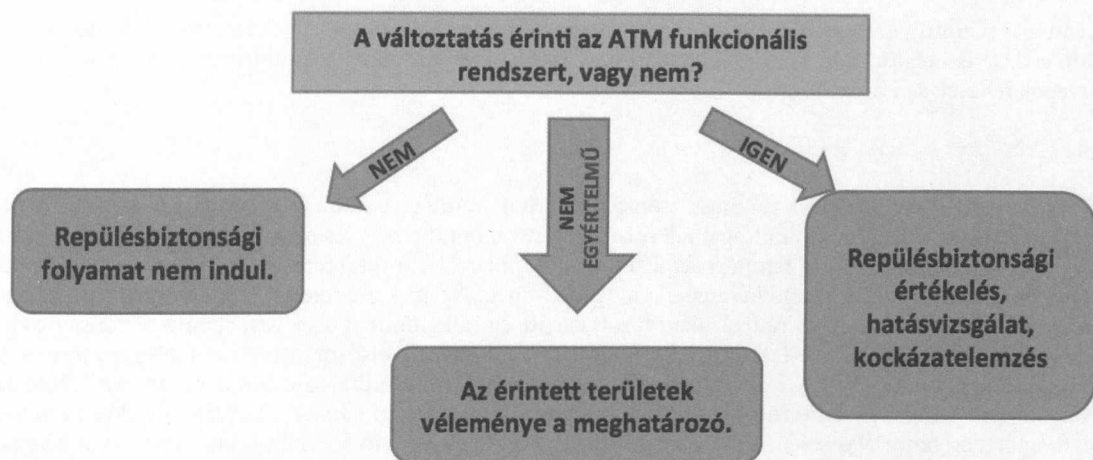 A változtatás érinti az ATM funkcionális
rendszert, vagy nem?
NEM
NEM
EGYÉRTELMŰ
IGEN
Repülésbiztonsági
folyamat nem indul.
Az érintett területek
véleménye a meghatározó.
Repülésbiztonsági
értékelés,
hatásvizsgálat,
kockázatelemzés